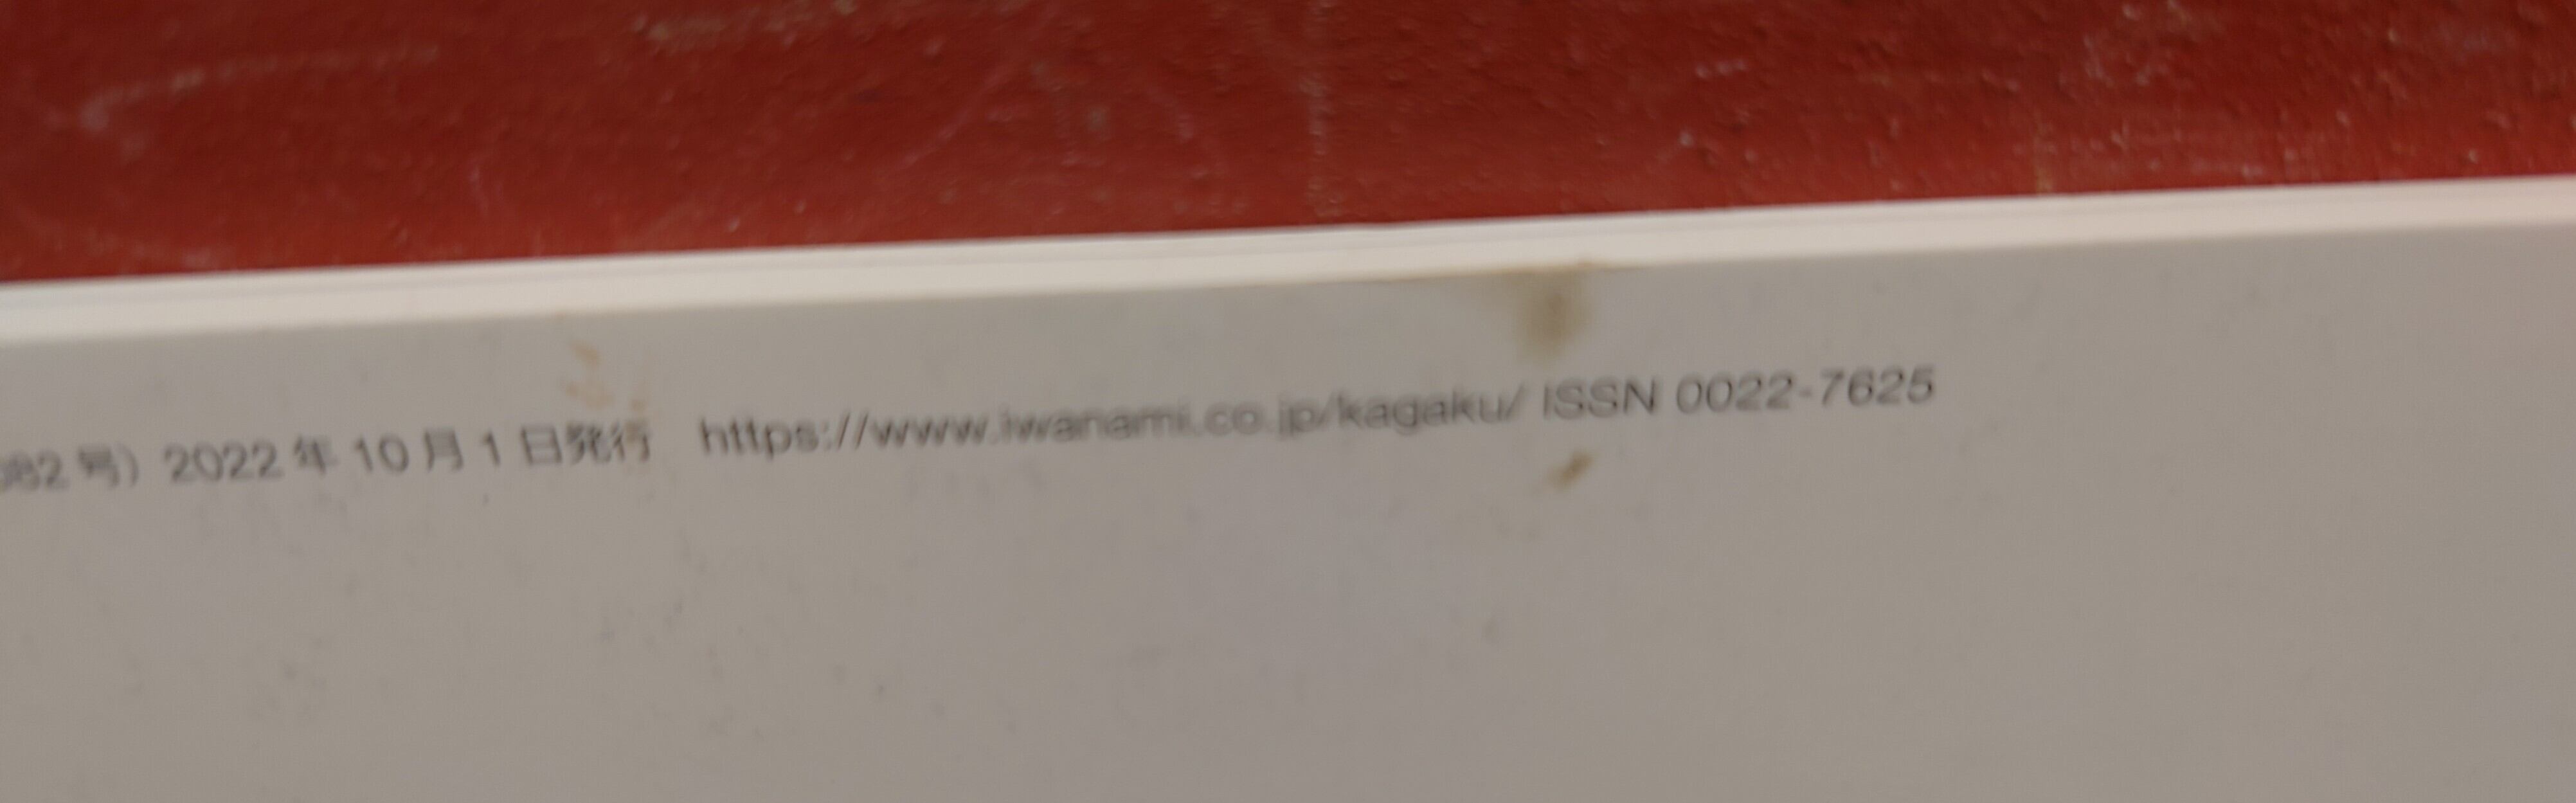 982号) 2022年10月1日発行 https://www.iwanami.co.jp/kagaku/ ISSN 0022-7625